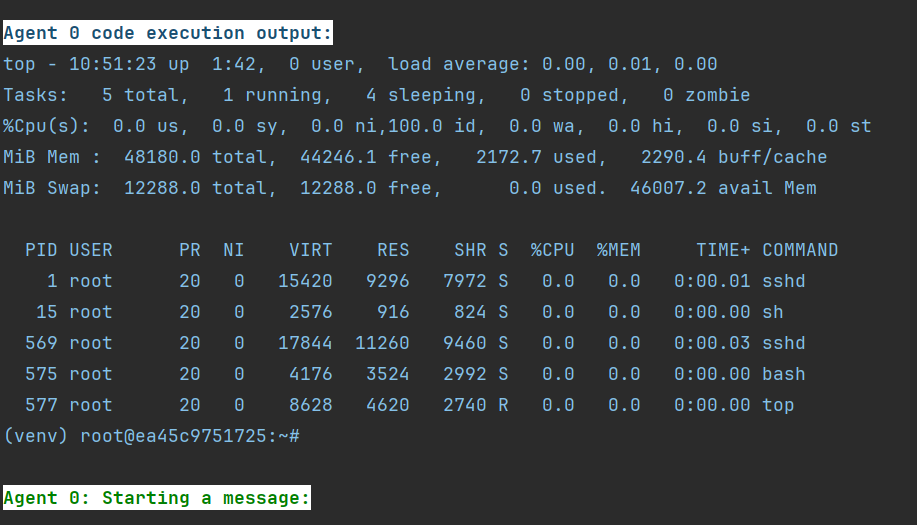 Agent 0 code execution output:
top - 10:51:23 up  1:42,  0 user,  load average: 0.00, 0.01, 0.00
Tasks:   5 total,   1 running,   4 sleeping,   0 stopped,   0 zombie
%Cpu(s):  0.0 us,  0.0 sy,  0.0 ni,100.0 id,  0.0 wa,  0.0 hi,  0.0 si,  0.0 st
MiB Mem :  48180.0 total,  44246.1 free,   2172.7 used,   2290.4 buff/cache
MiB Swap:  12288.0 total,  12288.0 free,      0.0 used.  46007.2 avail Mem
  PID USER      PR  NI    VIRT    RES    SHR S  %CPU  %MEM     TIME+ COMMAND
    1 root      20   0   15420   9296   7972 S   0.0   0.0   0:00.01 sshd
   15 root      20   0    2576    916    824 S   0.0   0.0   0:00.00 sh
  569 root      20   0   17844  11260   9460 S   0.0   0.0   0:00.03 sshd
  575 root      20   0    4176   3524   2992 S   0.0   0.0   0:00.00 bash
  577 root      20   0    8628   4620   2740 R   0.0   0.0   0:00.00 top
(venv) root@ea45c9751725:~#
Agent 0: Starting a message: